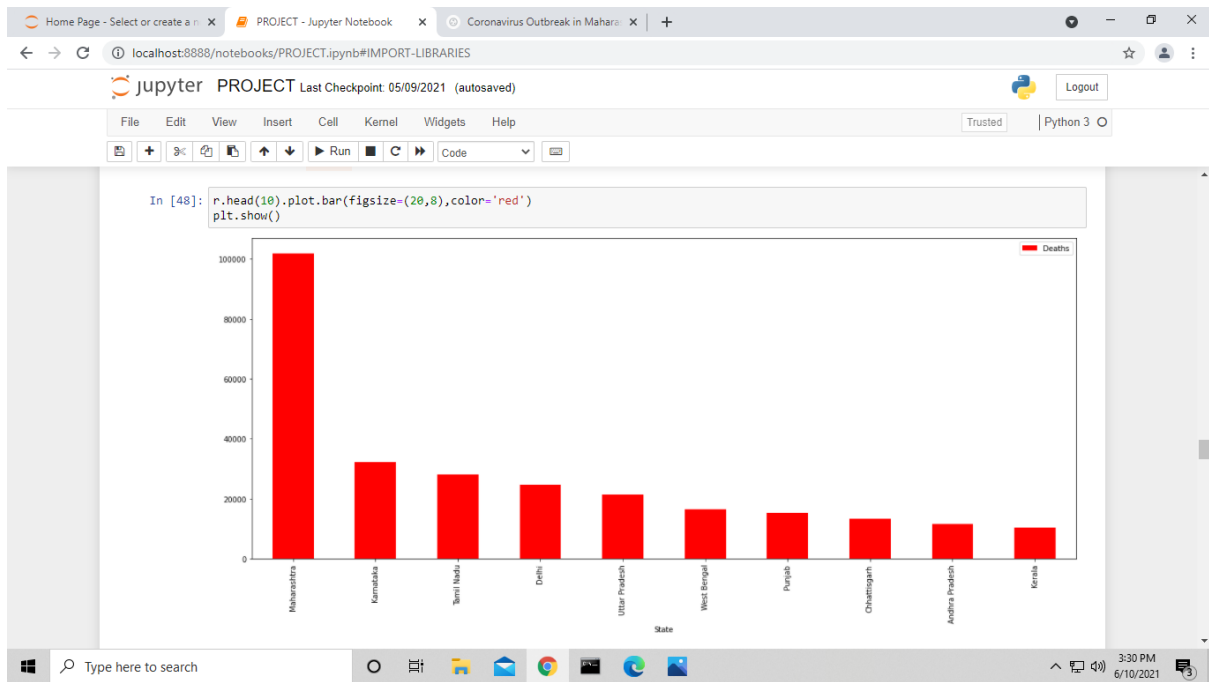 Home Page - Select or create a n
PROJECT - Jupyter Notebook
Coronavirus Outbreak in Mahara
localhost:8888/notebooks/PROJECT.ipynb#IMPORT-LIBRARIES
jupyter PROJECT Last Checkpoint: 05/09/2021 (autosaved)
Logout
File Edit View Insert Cell Kernel Widgets Help
Trusted
Python 3
Run
Code
In [48]: r.head(10).plot.bar(figsize=(20,8),color='red')
plt.show()
Deaths
100000
80000
60000
40000
20000
0
Maharashtra
Karnataka
Tamil Nadu
Delhi
Uttar Pradesh
West Bengal
Punjab
Chhattisgarh
Andhra Pradesh
Kerala
State
Type here to search
3:30 PM
6/10/2021
3